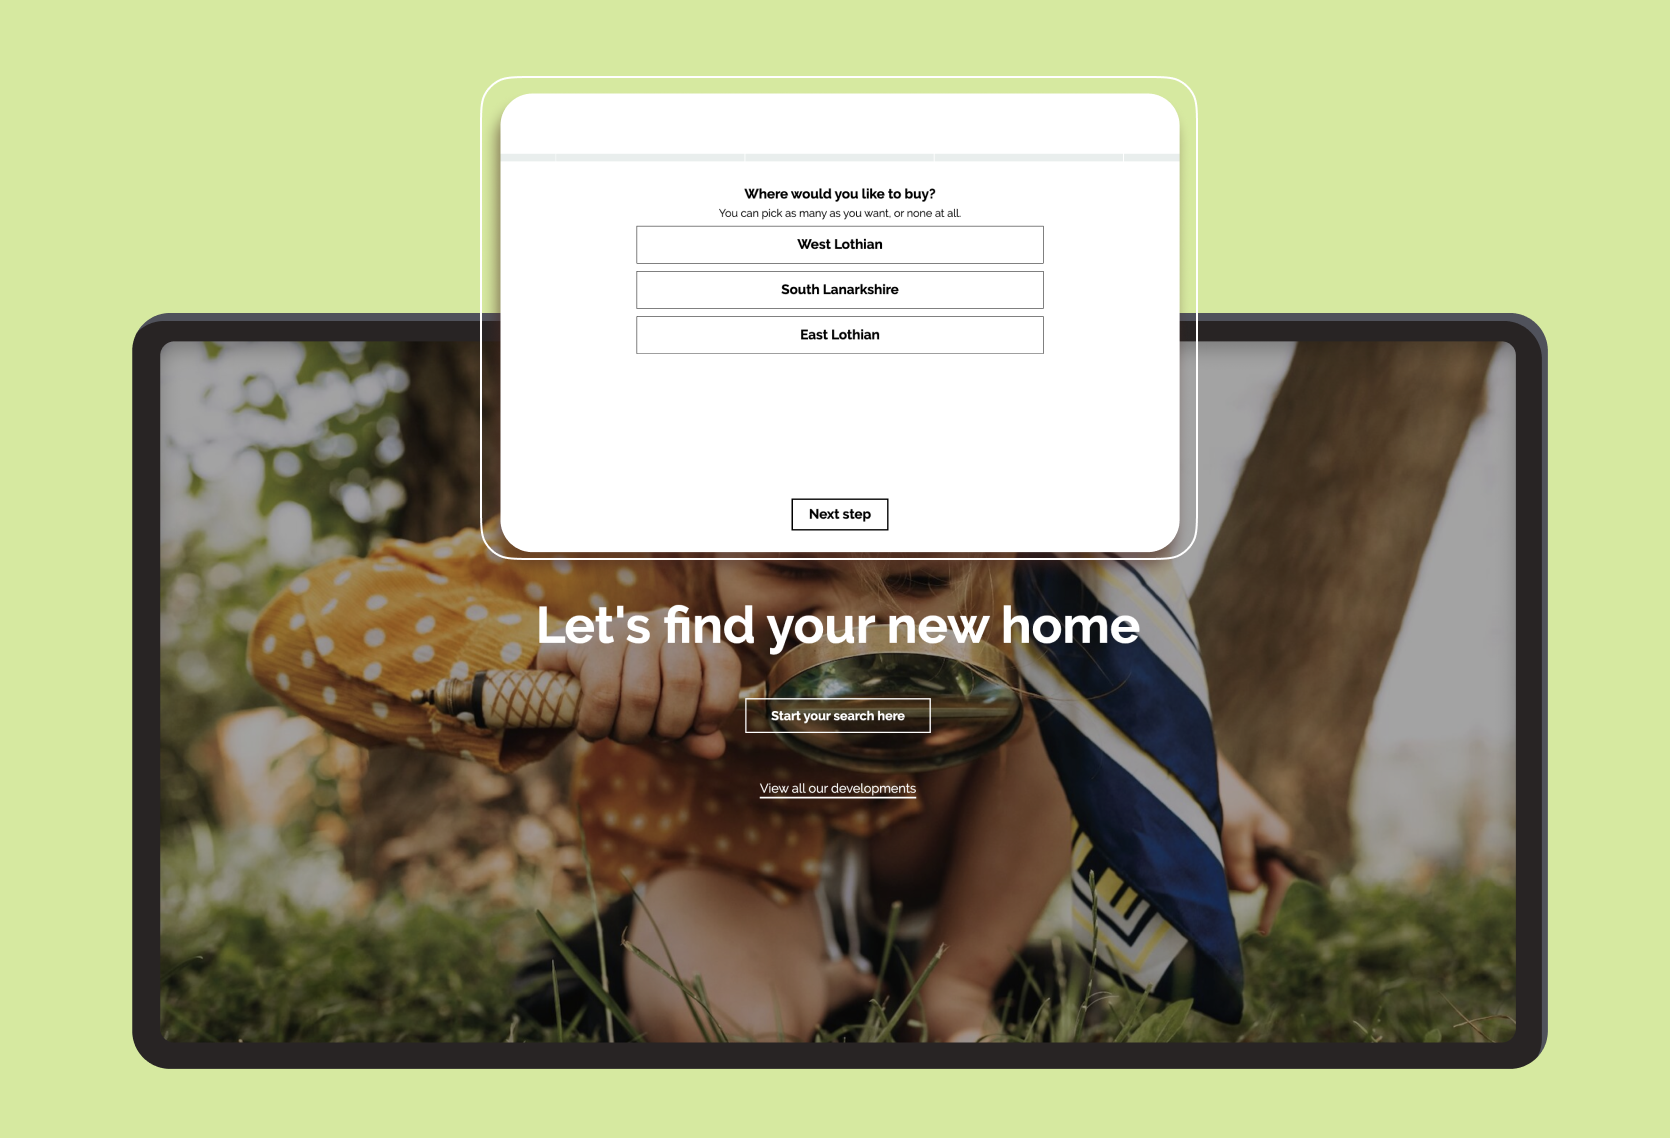 Where would you like to buy?
You can pick as many as you want, or none at all.
West Lothian
South Lanarkshire
East Lothian
Next step
Let's find your new home
Start your search here
View all our developments